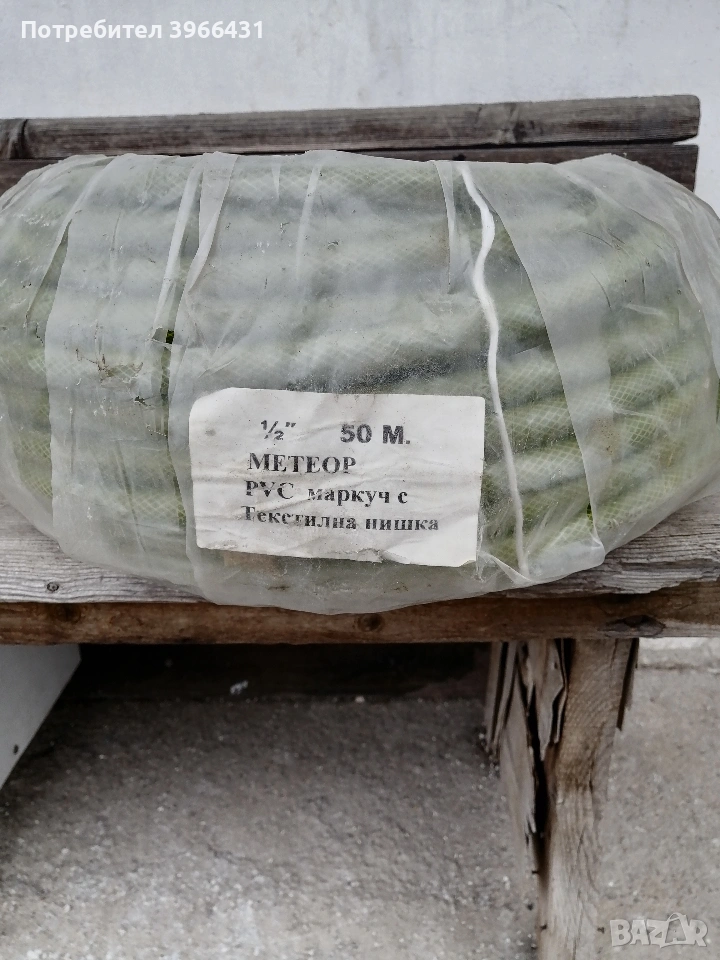 Потребител 3966431
½" 50 М.
МЕТЕОР
PVC маркуч с
Текстилна нишка
BAZAR